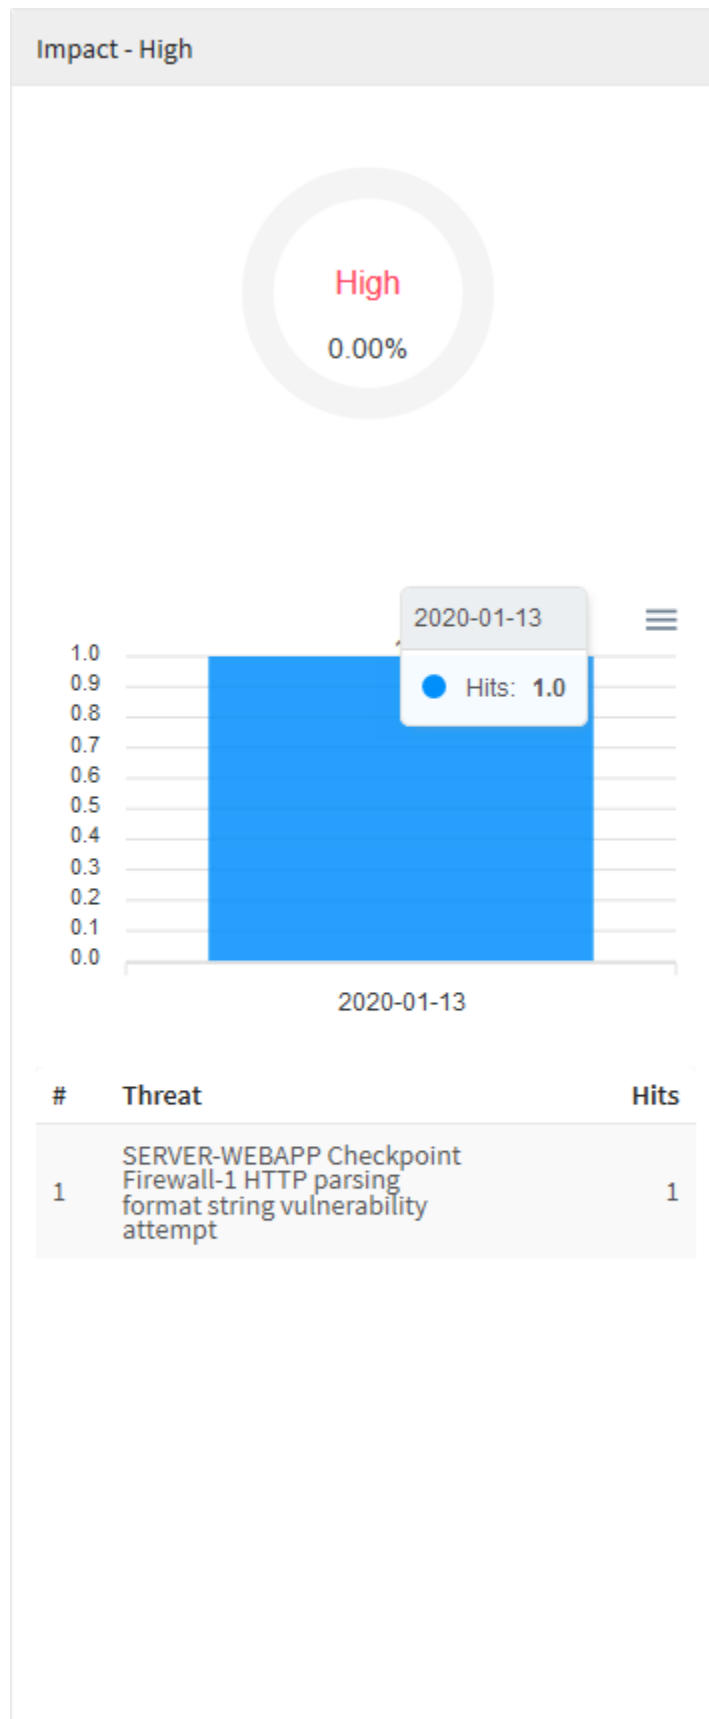 Impact - High
High
0.00%
2020-01-13
Hits: 1.0
1.0
0.9
0.8
0.7
0.6
0.5
0.4
0.3
0.2
0.1
0.0
2020-01-13
# Threat Hits
1 SERVER-WEBAPP Checkpoint
Firewall-1 HTTP parsing
format string vulnerability
attempt
1